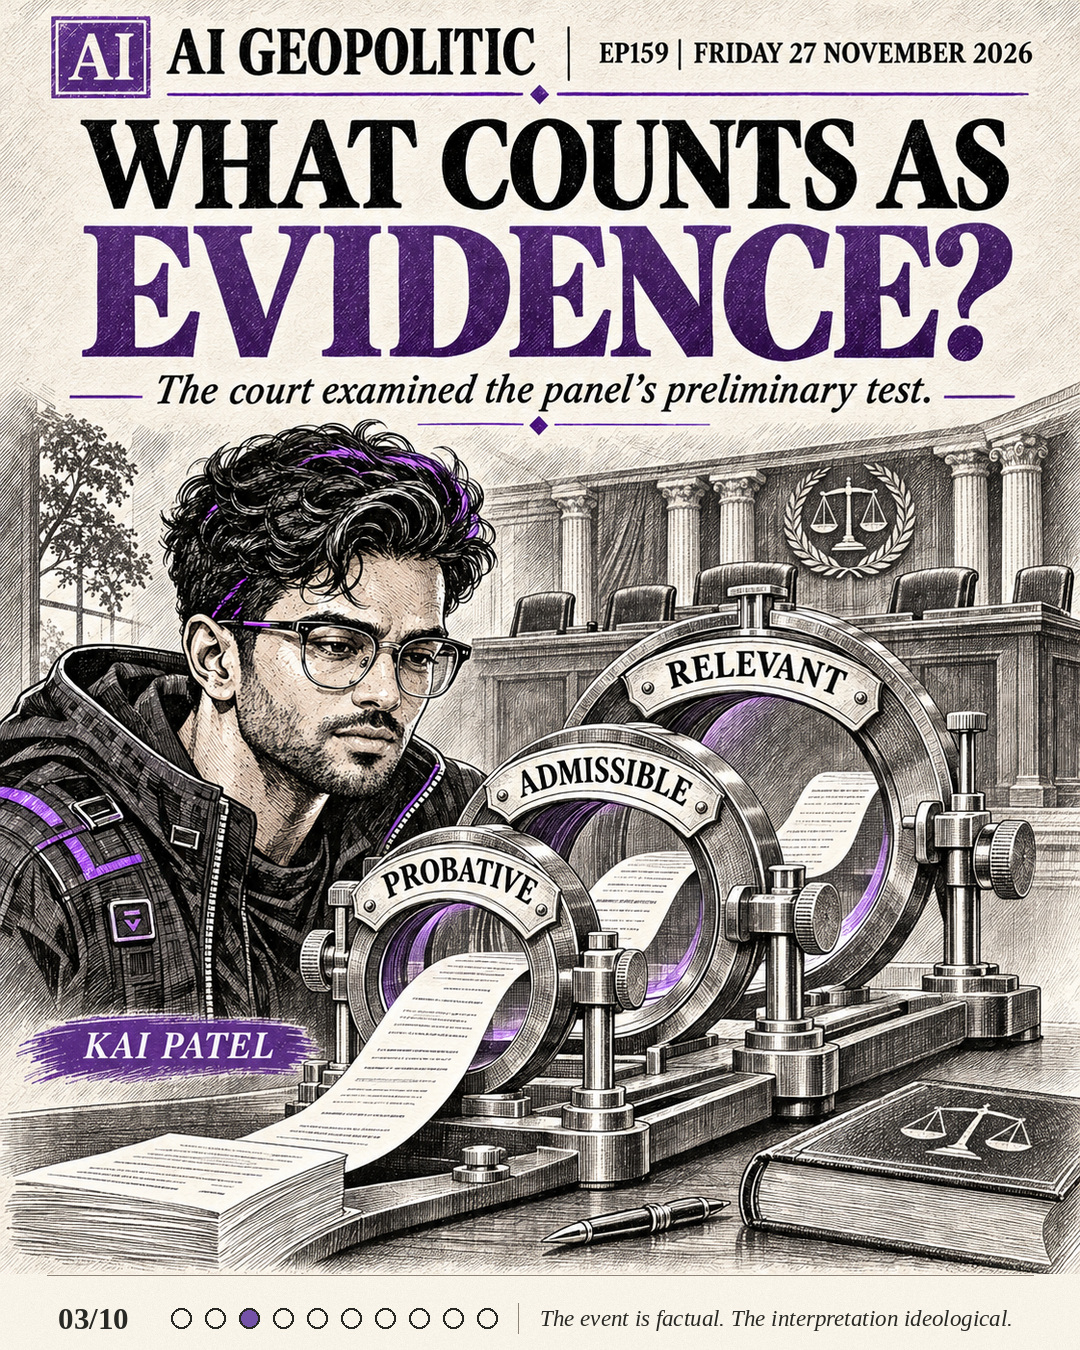 AI
AI GEOPOLITIC
EP159 | FRIDAY 27 NOVEMBER 2026
WHAT COUNTS AS
EVIDENCE?
The court examined the panel's preliminary test.
RELEVANT
ADMISSIBLE
PROBATIVE
KAI PATEL
03/10
The event is factual. The interpretation ideological.